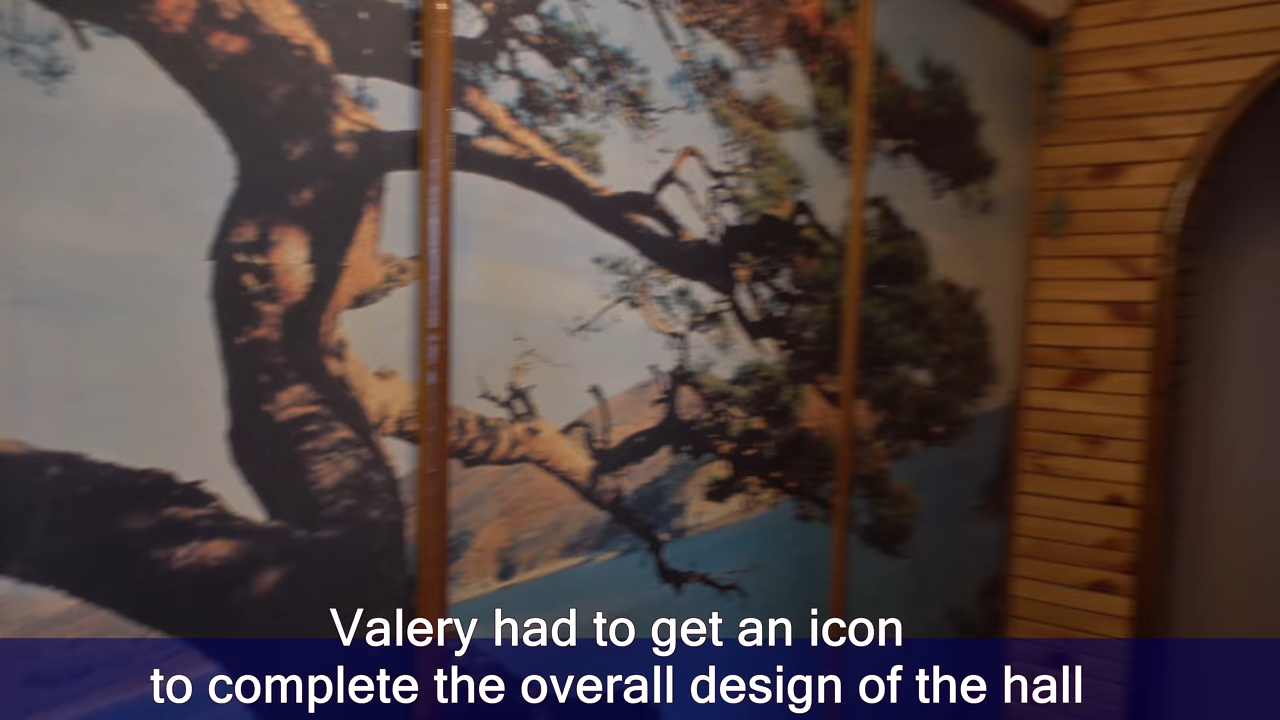 Valery had to get an icon
to complete the overall design of the hall